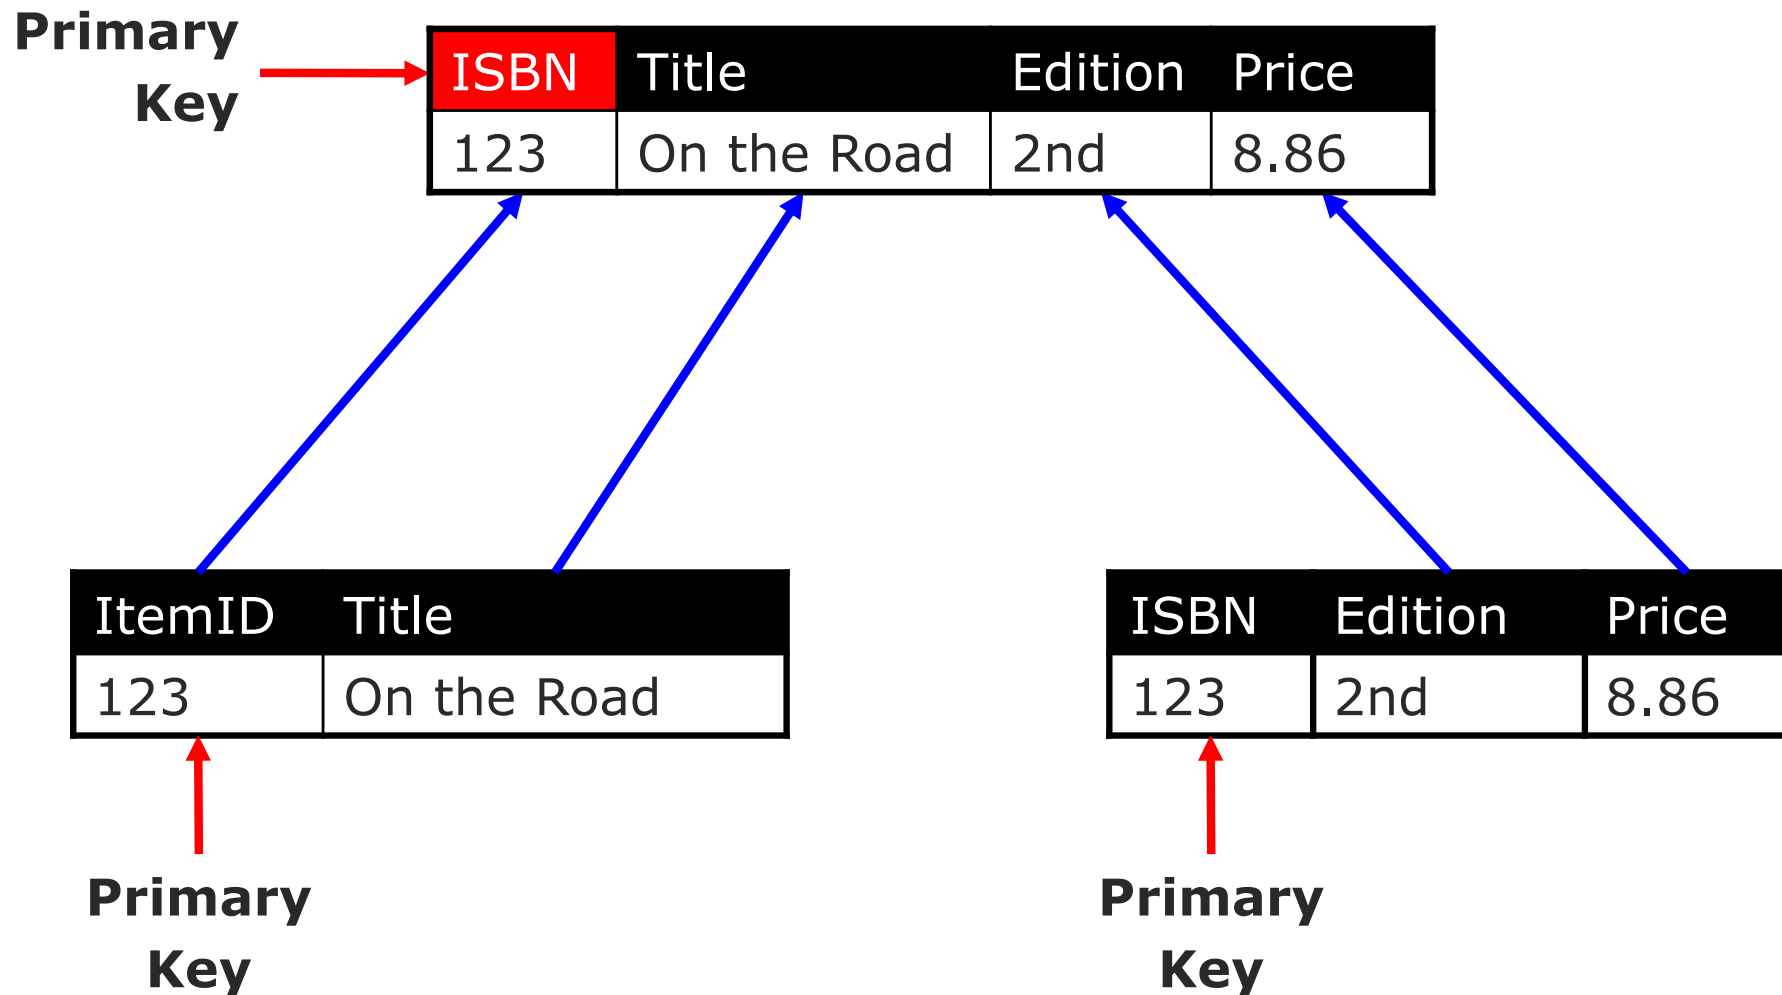 Primary
Key
ISBN Title Edition Price
123 On the Road 2nd 8.86
ItemID Title
123 On the Road
Primary
Key
ISBN Edition Price
123 2nd 8.86
Primary
Key